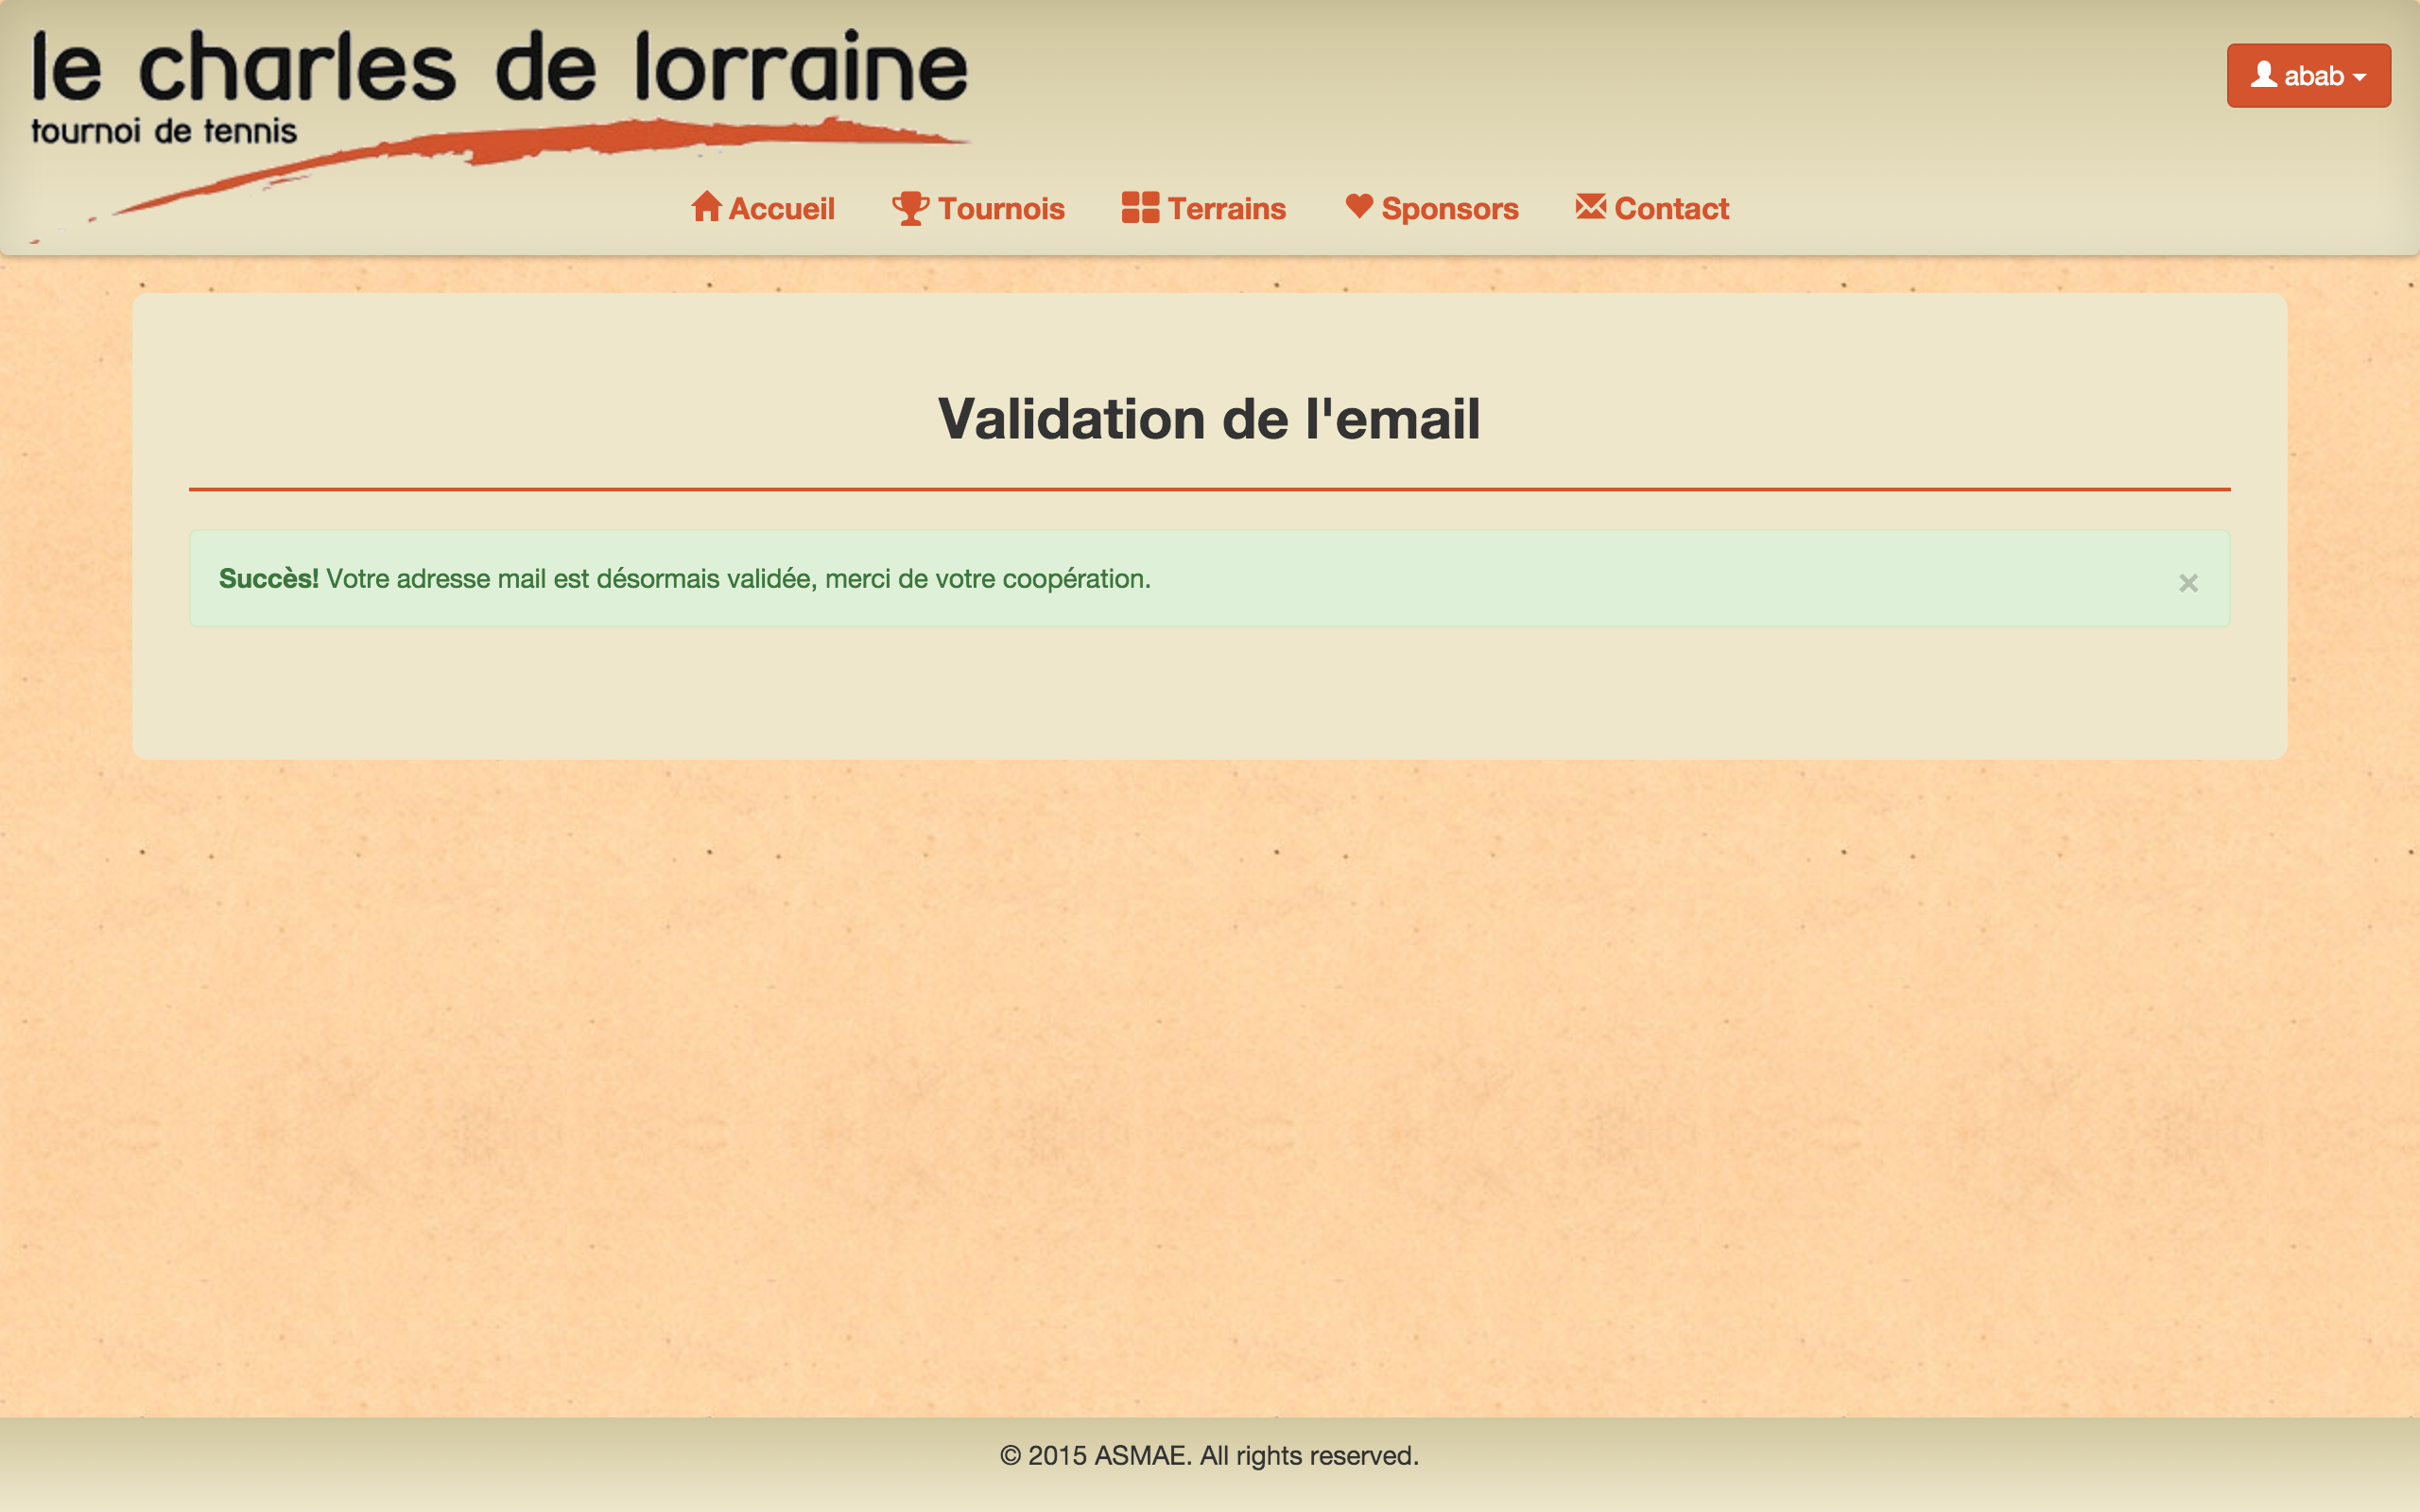 le charles de lorraine
tournoi de tennis
abab
Accueil Tournois Terrains Sponsors Contact
Validation de l'email
Succès! Votre adresse mail est désormais validée, merci de votre coopération.
×
© 2015 ASMAE. All rights reserved.